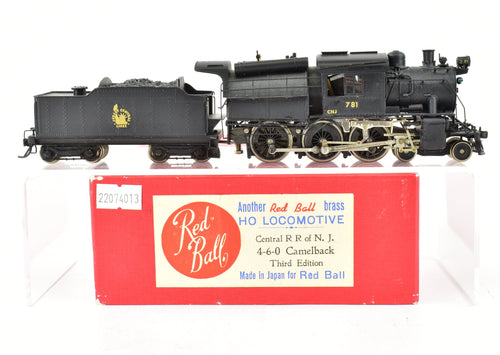 781
CNJ
22074013
Red
Ball
Another Red Ball brass
HO LOCOMOTIVE
Central R R of N. J.
4-6-0 Camelback
Third Edition
Made in Japan for Red Ball